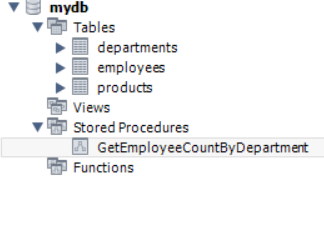 mydb
Tables
departments
employees
products
Views
Stored Procedures
GetEmployeeCountByDepartment
Functions